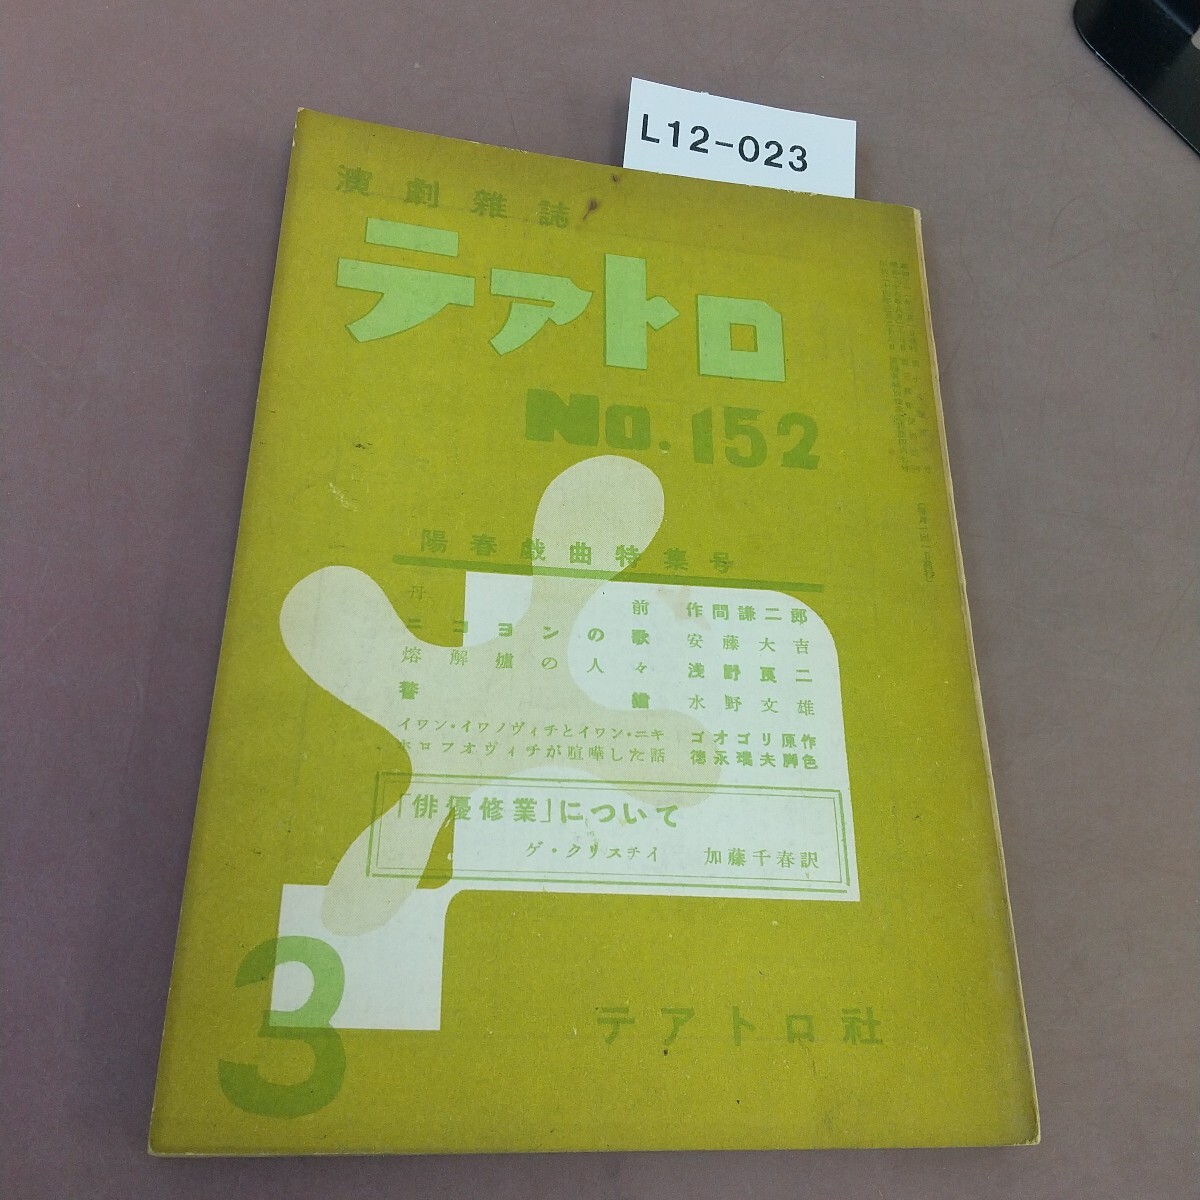 L12-023
演劇雑誌
テアトロ
No.152
陽春戯曲特集号
丹前 作間謙二郎
ニコヨンの歌 安藤大吉
熔解爐の人々 浅野良二
水野文雄
イワン・イワノヴィチとイワン・ニキ ゴオゴリ原作
ホロフオヴィチが喧嘩した話 徳永瓊夫脚色
「俳優修業」について
ゲ・クリスチイ 加藤千春訳
3
テアトロ社